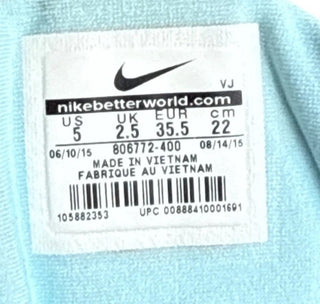 VJ
nikebetterworld.com
US UK EUR cm
5 2.5 35.5 22
06/10/15 806772-400 08/14/15
MADE IN VIETNAM
FABRIQUE AU VIETNAM
105882353 UPC 00888410001691